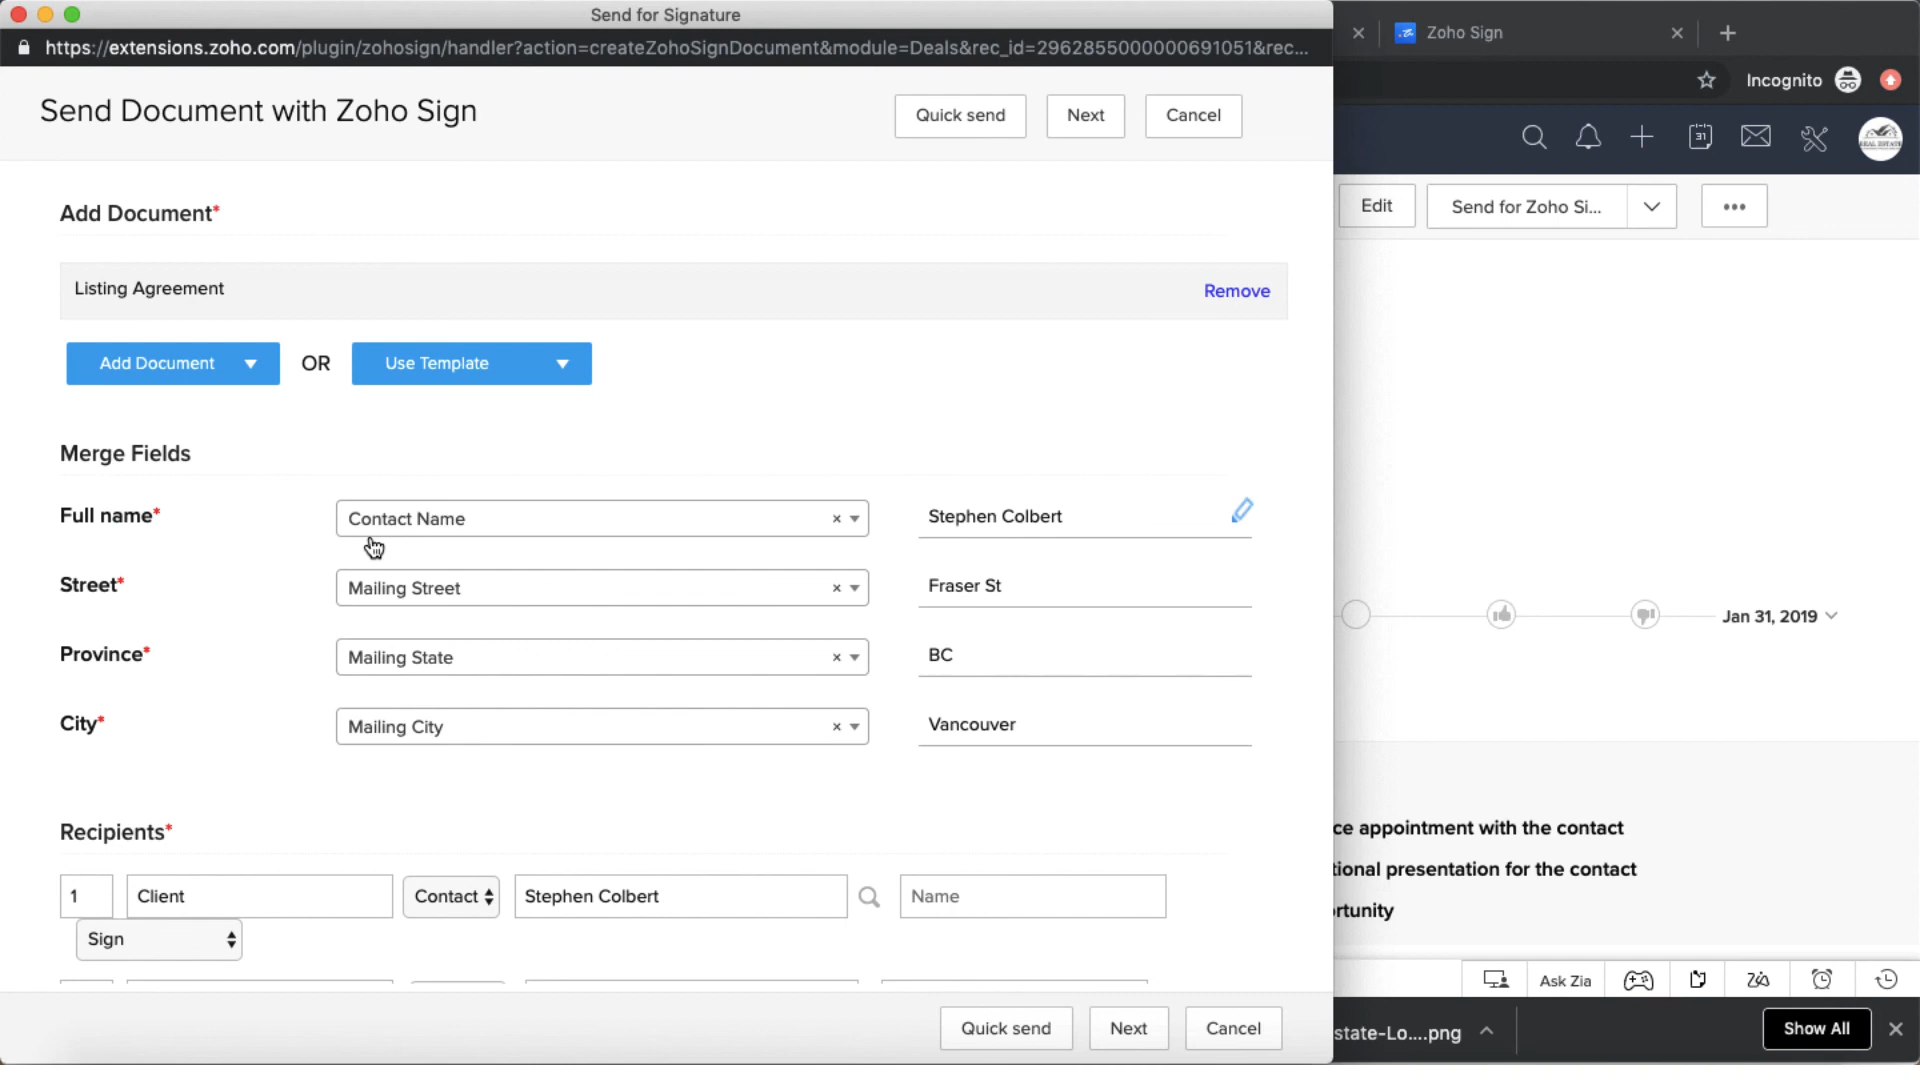 Send for Signature
https://extensions.zoho.com/plugin/zohosign/handler?action=createZohoSignDocument&module=Deals&rec_id=2962855000000691051&rec...
Zoho Sign
Incognito
Send Document with Zoho Sign
Quick send
Next
Cancel
31
REAL ESTATE
Edit
Send for Zoho Si...
Add Document*
Listing Agreement
Remove
Add Document
OR
Use Template
Merge Fields
Full name*
Contact Name
Stephen Colbert
Street*
Mailing Street
Fraser St
Province*
Mailing State
BC
City*
Mailing City
Vancouver
Jan 31, 2019
Recipients*
1
Client
Contact
Stephen Colbert
Name
Sign
ce appointment with the contact
tional presentation for the contact
rtunity
Ask Zia
Quick send
Next
Cancel
state-Lo....png
Show All